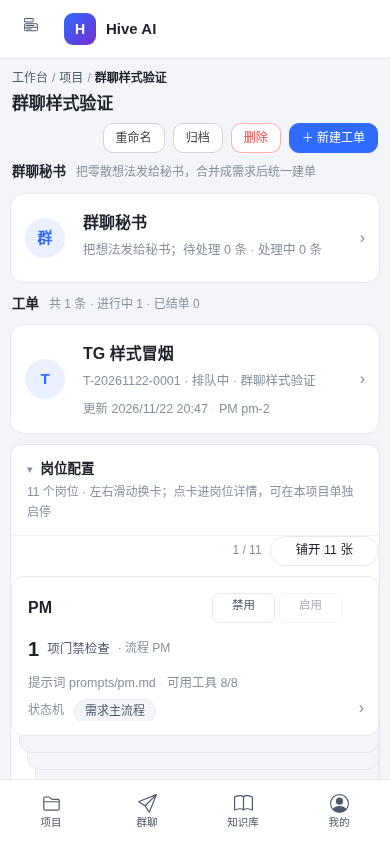 H Hive AI
工作台 / 项目 / 群聊样式验证
群聊样式验证
重命名 归档 删除 ＋ 新建工单
群聊秘书 把零散想法发给秘书，合并成需求后统一建单
群 群聊秘书
把想法发给秘书；待处理 0 条 · 处理中 0 条
工单 共 1 条 · 进行中 1 · 已结单 0
T TG 样式冒烟
T-20261122-0001 · 排队中 · 群聊样式验证
更新 2026/11/22 20:47 · PM pm-2
▾ 岗位配置
11 个岗位 · 左右滑动换卡；点卡进岗位详情，可在本项目单独
启停
1 / 11 铺开 11 张
PM 禁用 启用
1 项门禁检查 · 流程 PM
提示词 prompts/pm.md · 可用工具 8/8
状态机 需求主流程
项目 群聊 知识库 我的